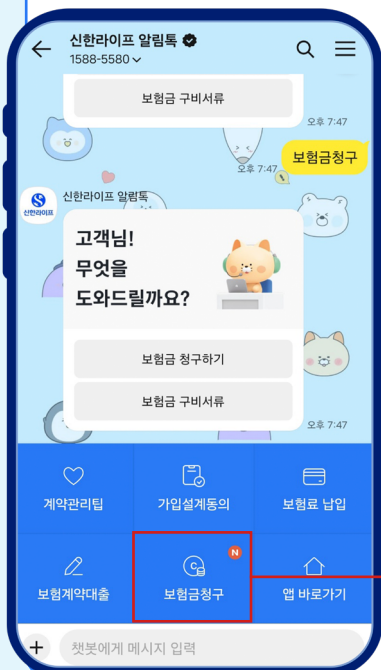 신한라이프 알림톡
1588-5580
보험금 구비서류
오후 7:47
보험금청구
오후 7:47
신한라이프
신한라이프 알림톡
고객님!
무엇을
도와드릴까요?
보험금 청구하기
보험금 구비서류
오후 7:47
계약관리팁
가입설계동의
보험료 납입
N
보험계약대출
보험금청구
앱 바로가기
챗봇에게 메시지 입력